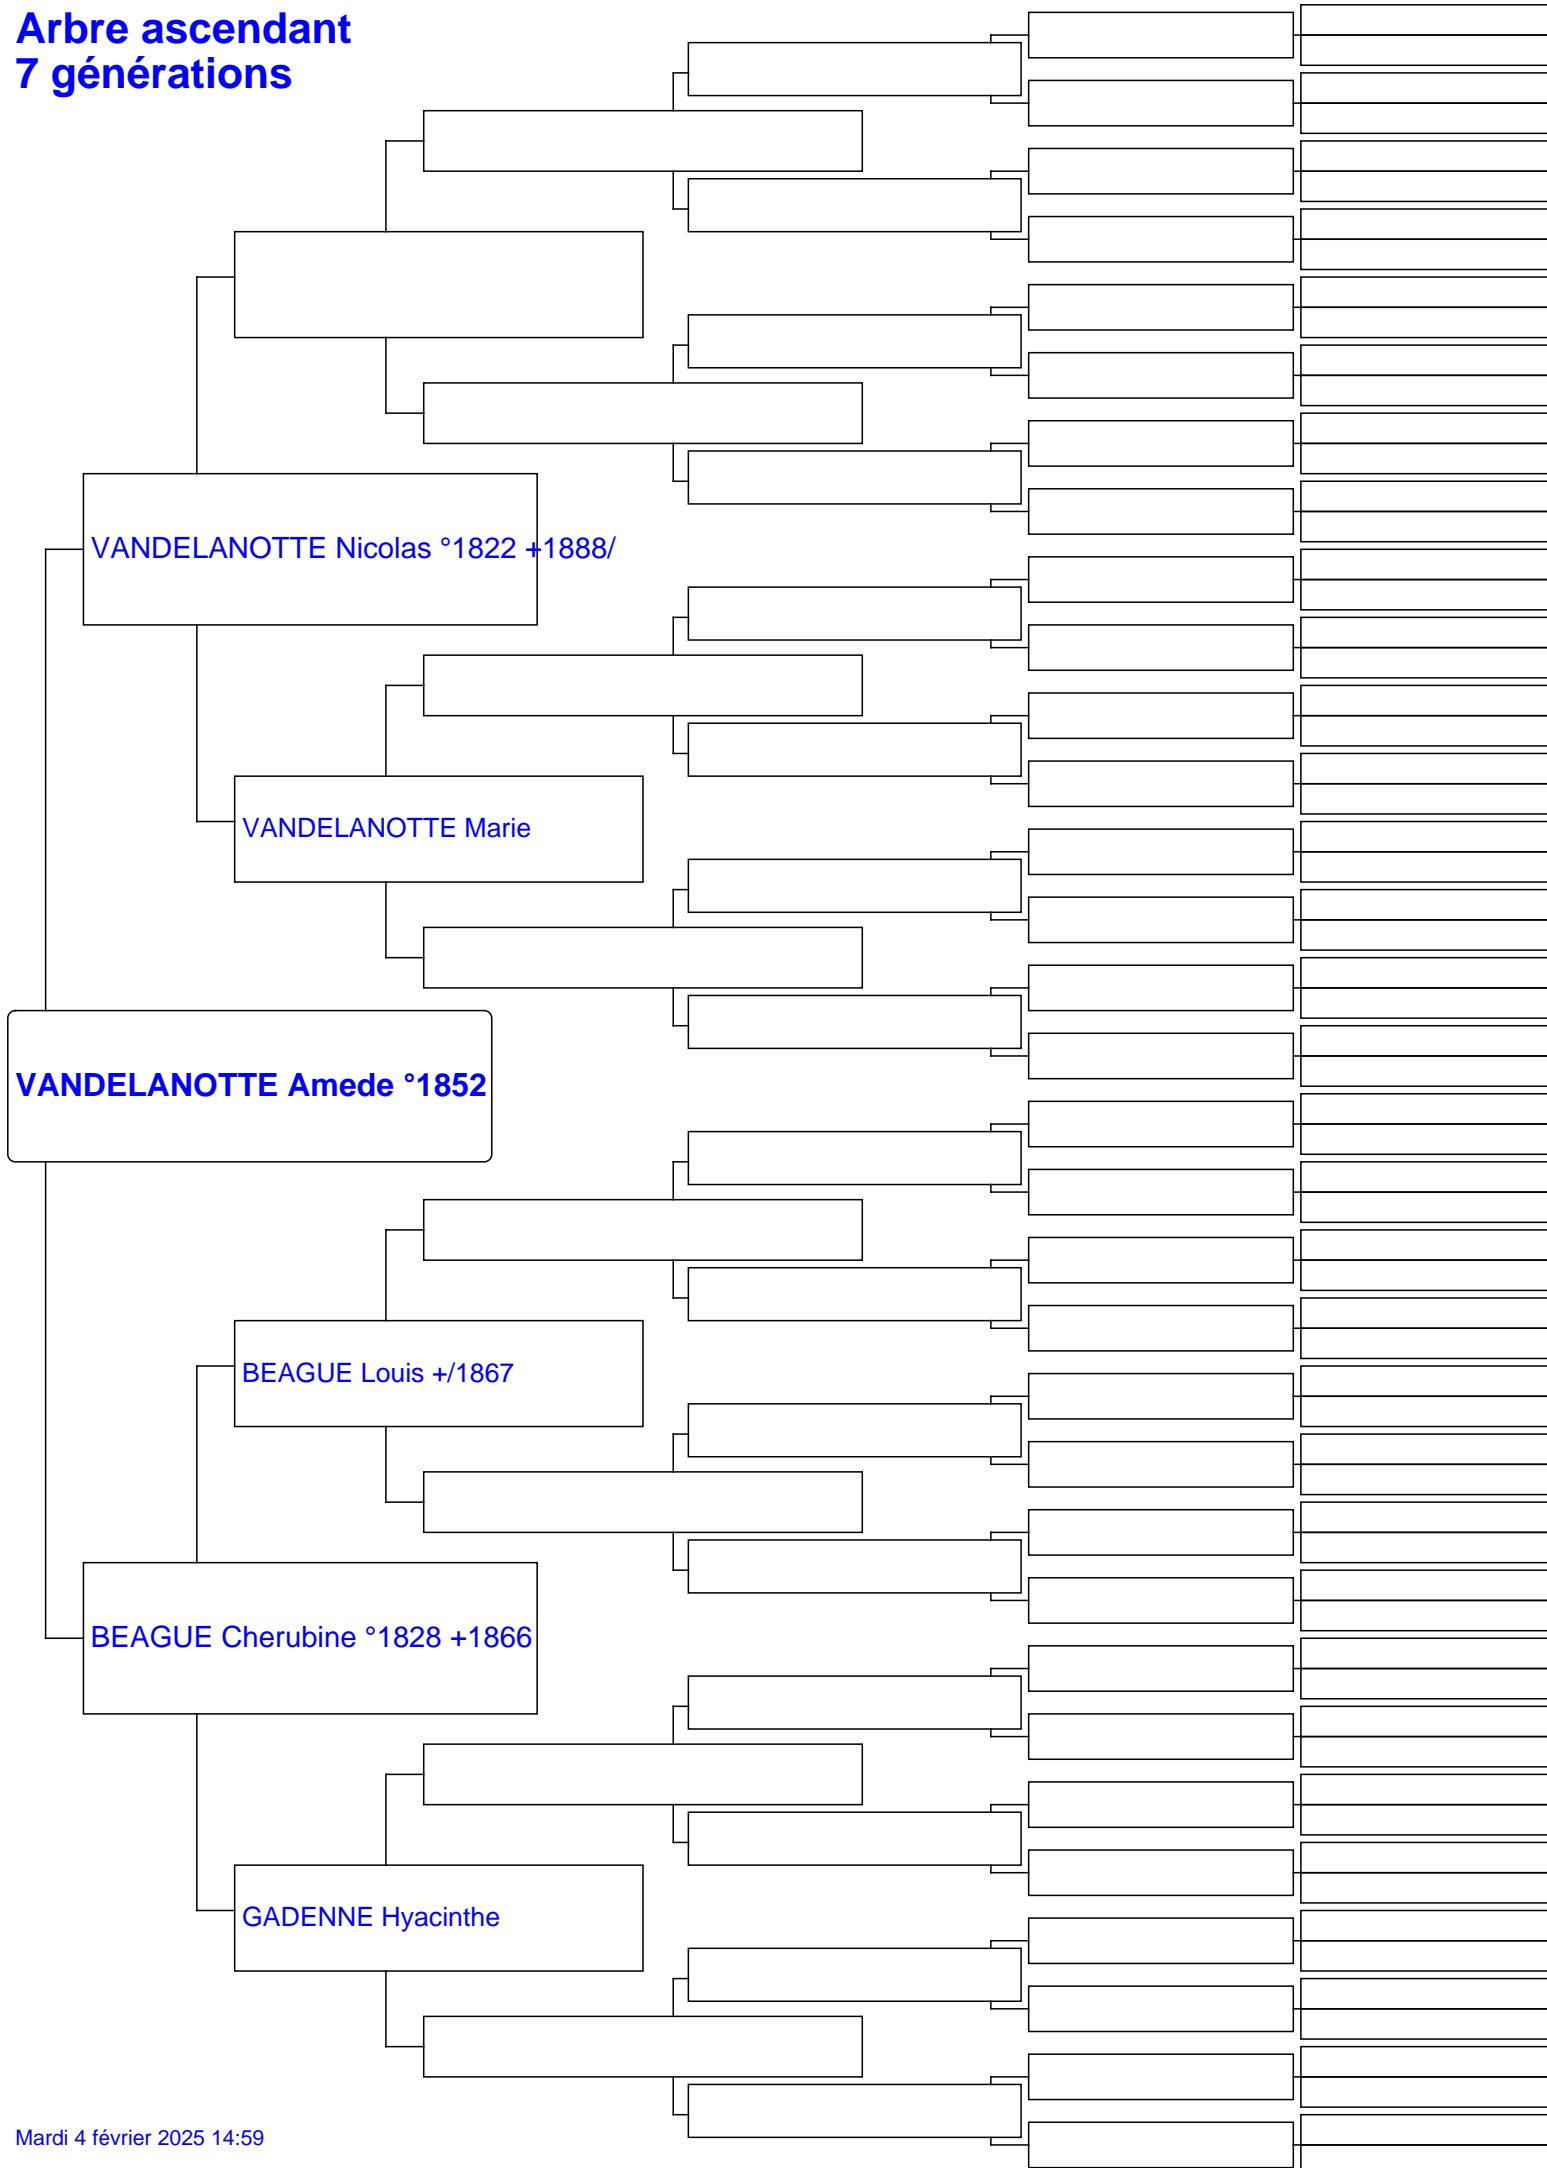 Arbre ascendant
7 générations
VANDELANOTTE Nicolas °1822 +1888/
VANDELANOTTE Marie
VANDELANOTTE Amede °1852
BEAGUE Louis +/1867
BEAGUE Cherubine °1828 +1866
GADENNE Hyacinthe
Mardi 4 février 2025 14:59